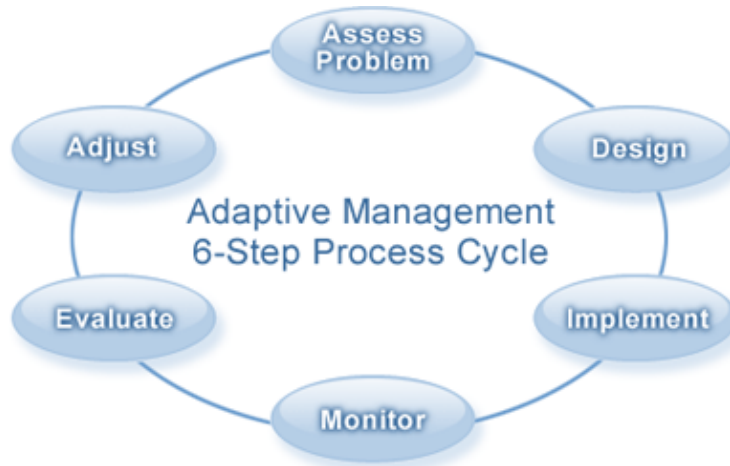 Assess
Problem
Design
Implement
Monitor
Evaluate
Adjust
Adaptive Management
6-Step Process Cycle